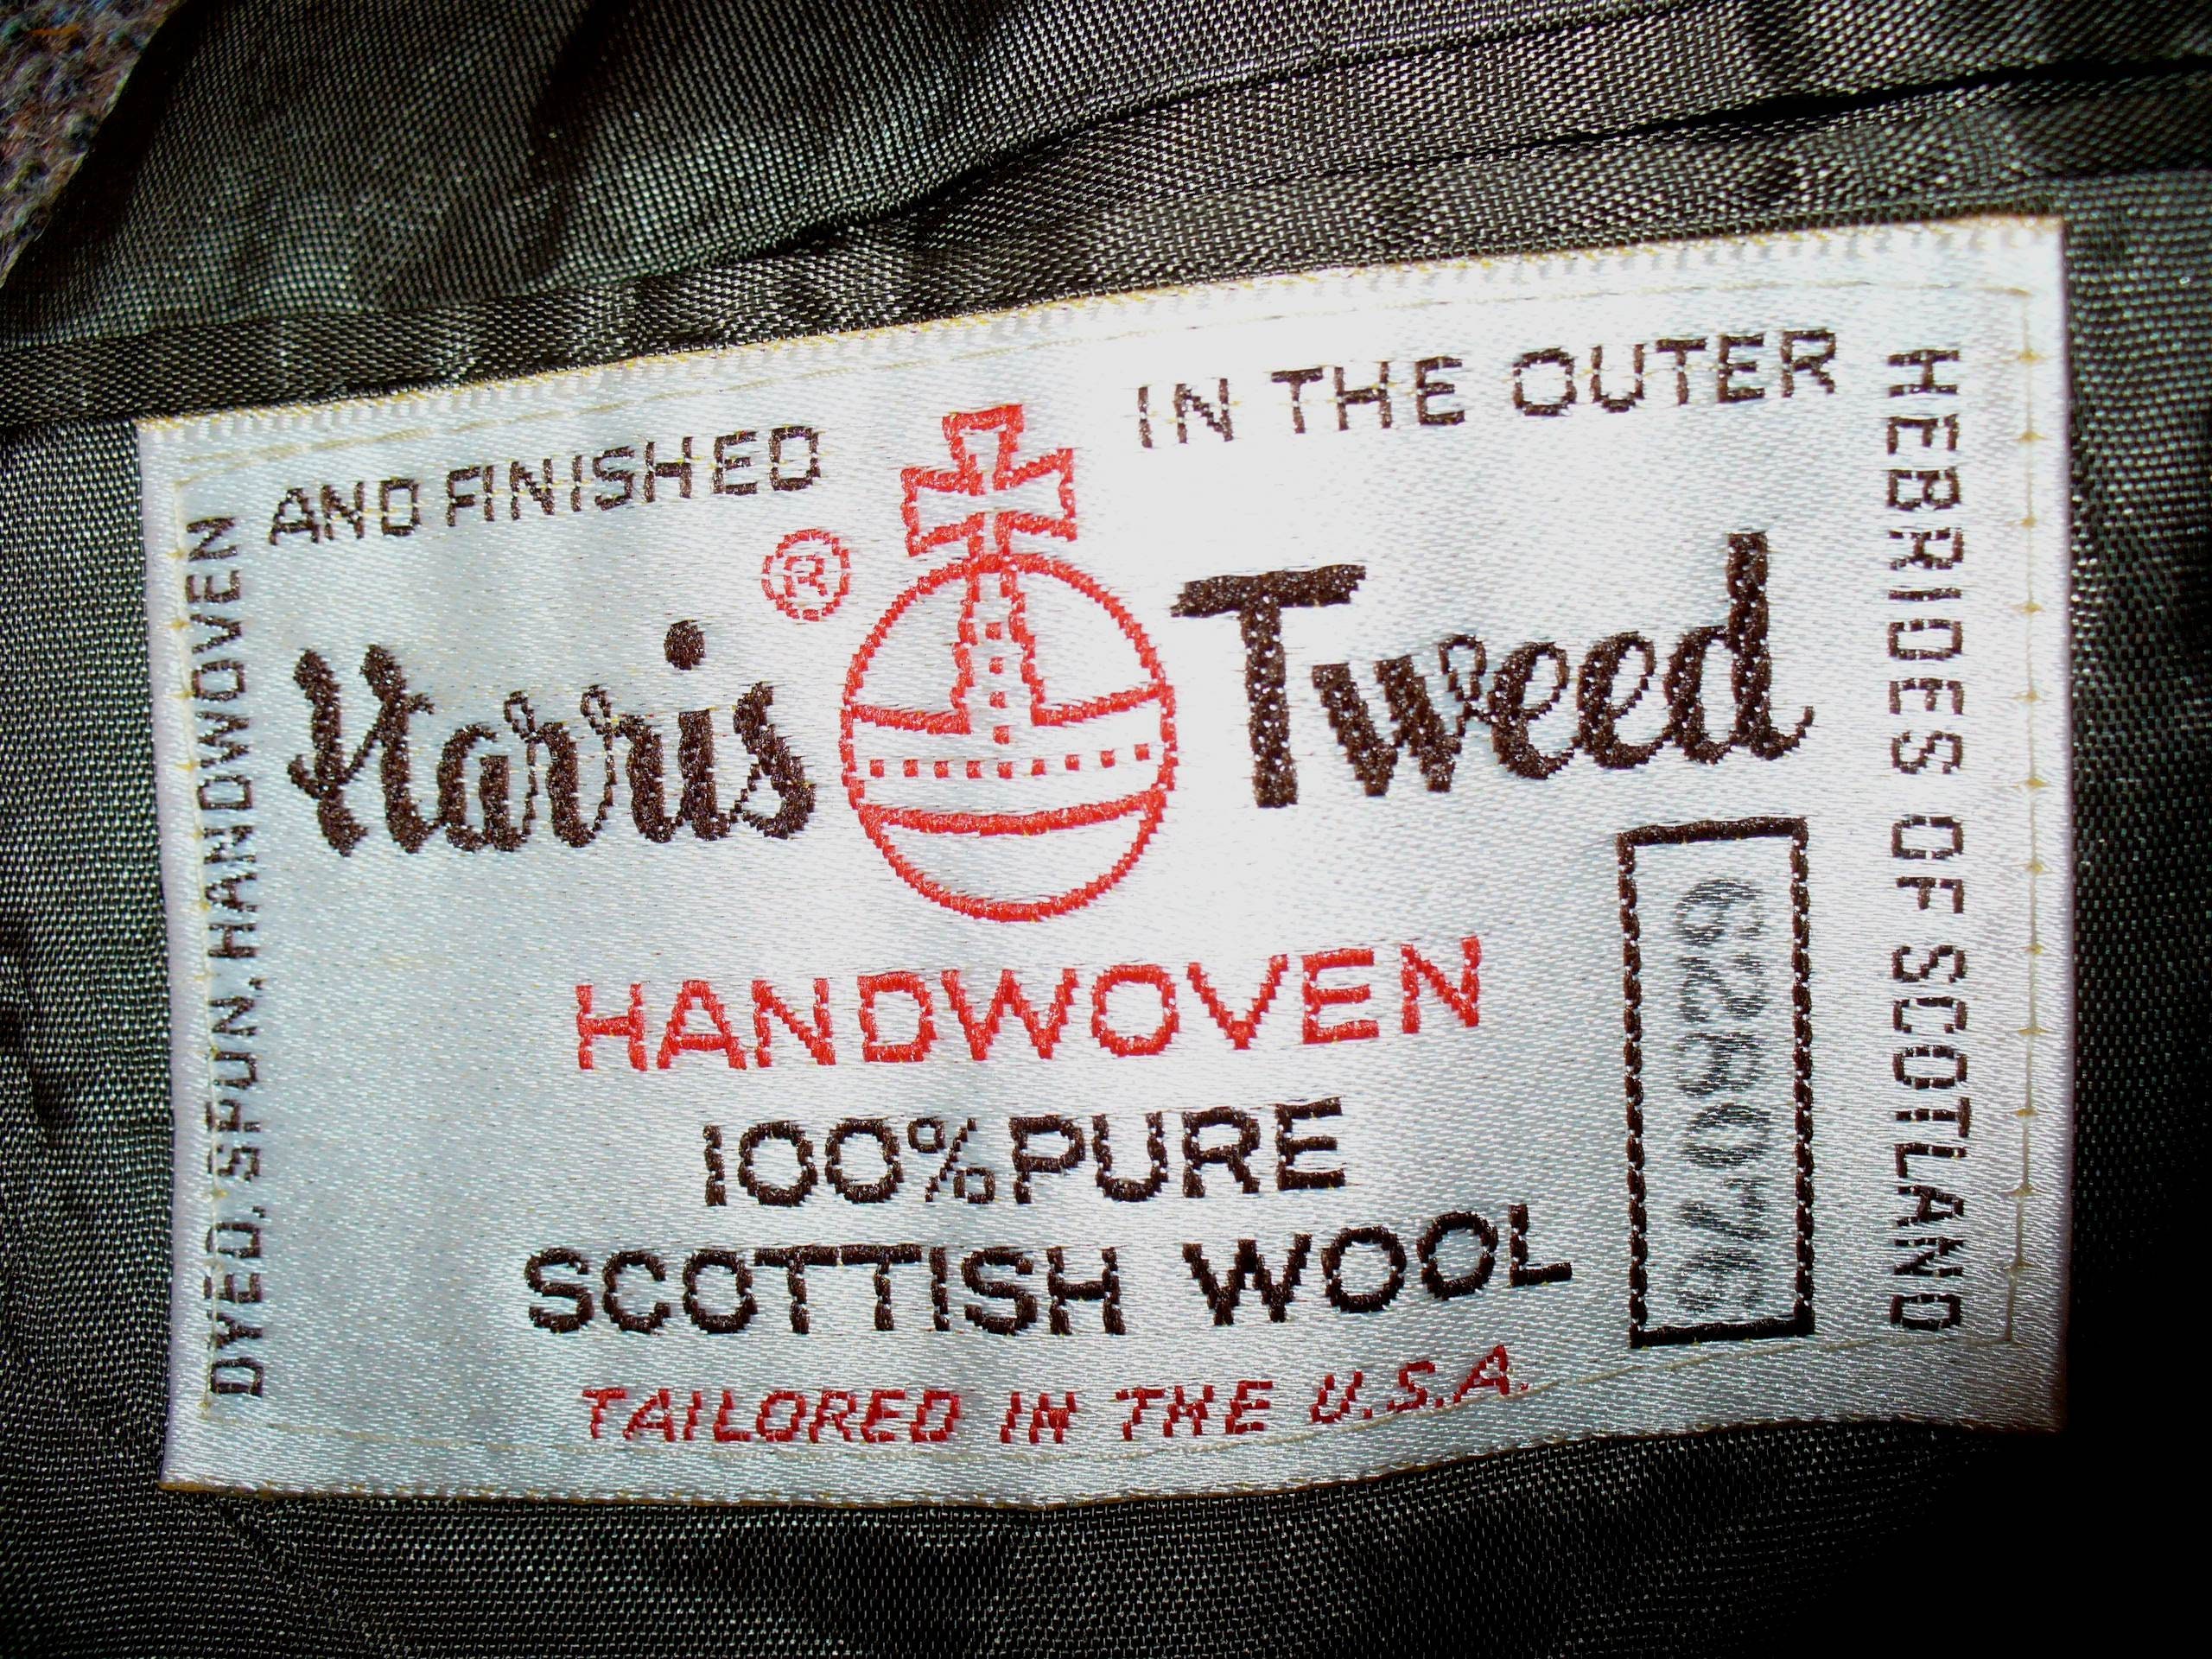 DYED, SPUN, HANDWOVEN
AND FINISHED
IN THE OUTER
HEBRIDES OF SCOTLAND
®
Harris Tweed
HANDWOVEN
100% PURE
SCOTTISH WOOL
TAILORED IN THE U.S.A.